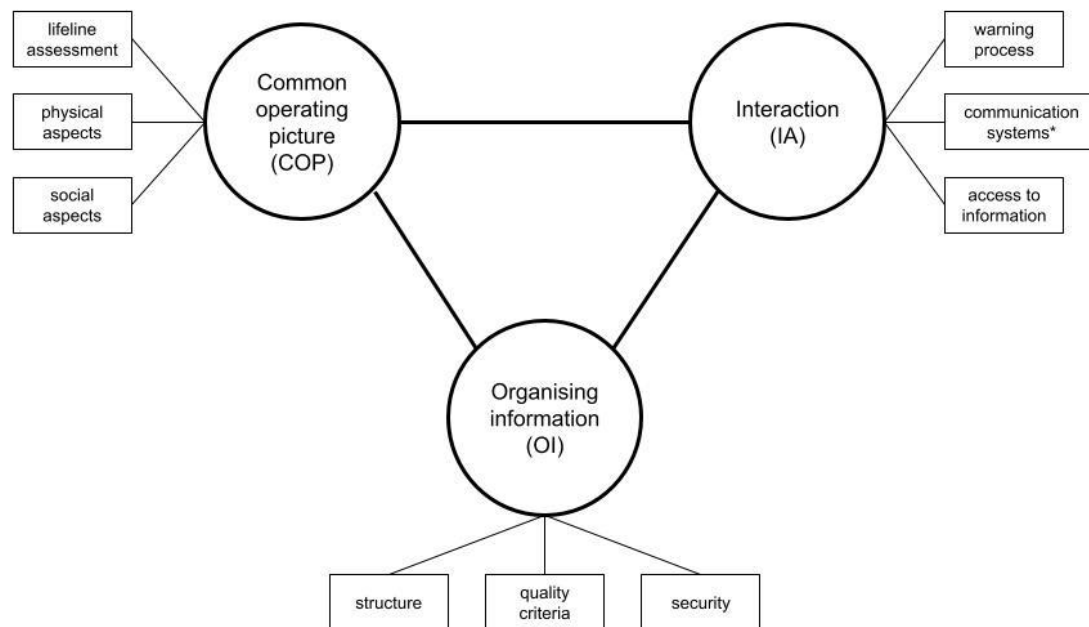 lifeline
assessment
physical
aspects
social
aspects
Common
operating
picture
(COP)
Interaction
(IA)
warning
process
communication
systems*
access to
information
Organising
information
(OI)
structure
quality
criteria
security